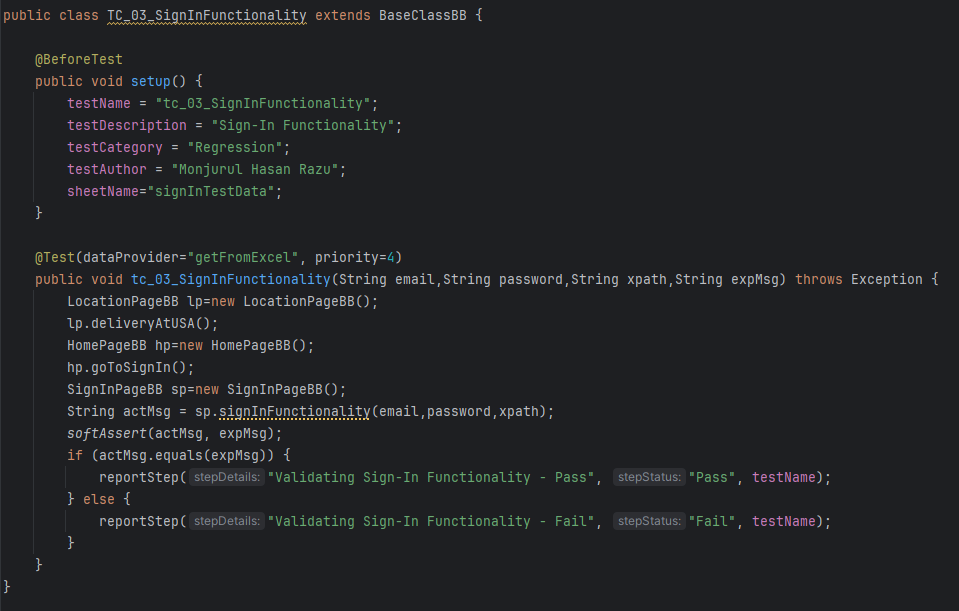 public class TC_03_SignInFunctionality extends BaseClassBB {
@BeforeTest
public void setup() {
testName = "tc_03_SignInFunctionality";
testDescription = "Sign-In Functionality";
testCategory = "Regression";
testAuthor = "Monjurul Hasan Razu";
sheetName="signInTestData";
}
@Test(dataProvider="getFromExcel", priority=4)
public void tc_03_SignInFunctionality(String email,String password,String xpath,String expMsg) throws Exception {
LocationPageBB lp=new LocationPageBB();
lp.deliveryAtUSA();
HomePageBB hp=new HomePageBB();
hp.goToSignIn();
SignInPageBB sp=new SignInPageBB();
String actMsg = sp.signInFunctionality(email,password,xpath);
softAssert(actMsg, expMsg);
if (actMsg.equals(expMsg)) {
reportStep( stepDetails: "Validating Sign-In Functionality - Pass", stepStatus: "Pass", testName);
} else {
reportStep( stepDetails: "Validating Sign-In Functionality - Fail", stepStatus: "Fail", testName);
}
}
}